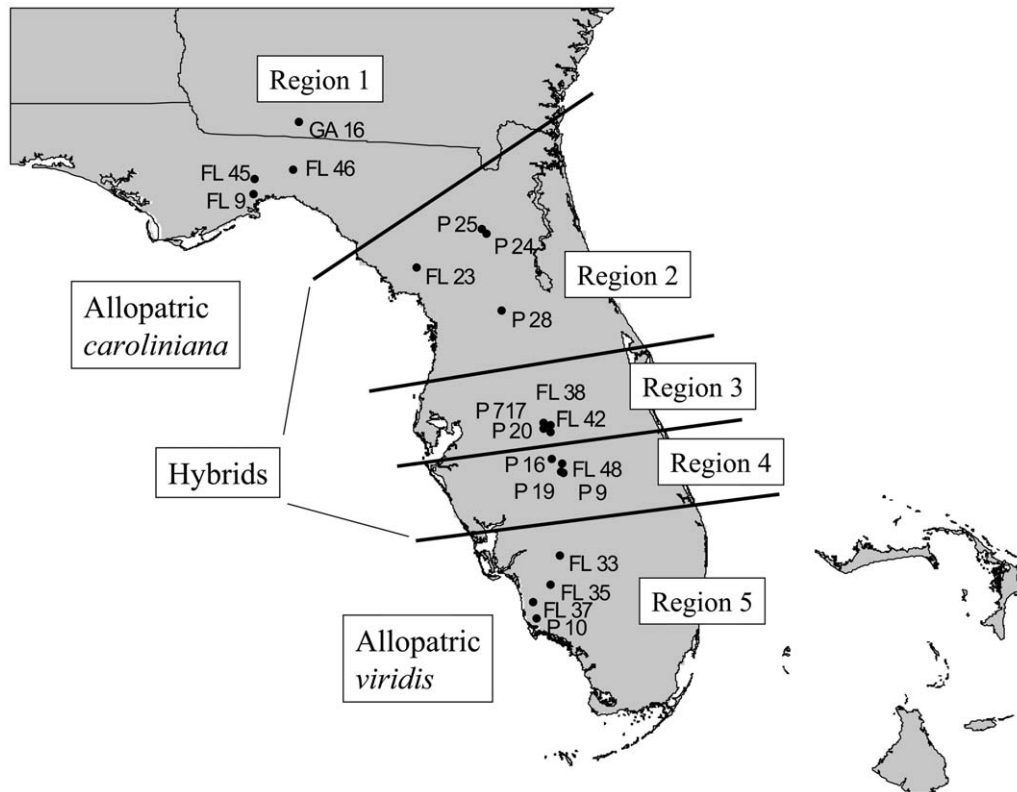 Region 1
GA 16
FL 45
FL 46
FL 9
P 25
P 24
FL 23
Region 2
Allopatric
caroliniana
P 28
FL 38
Region 3
P 717
FL 42
P 20
Hybrids
P 16
FL 48
Region 4
P 19
P 9
FL 33
FL 35
Region 5
FL 37
P 10
Allopatric
viridis